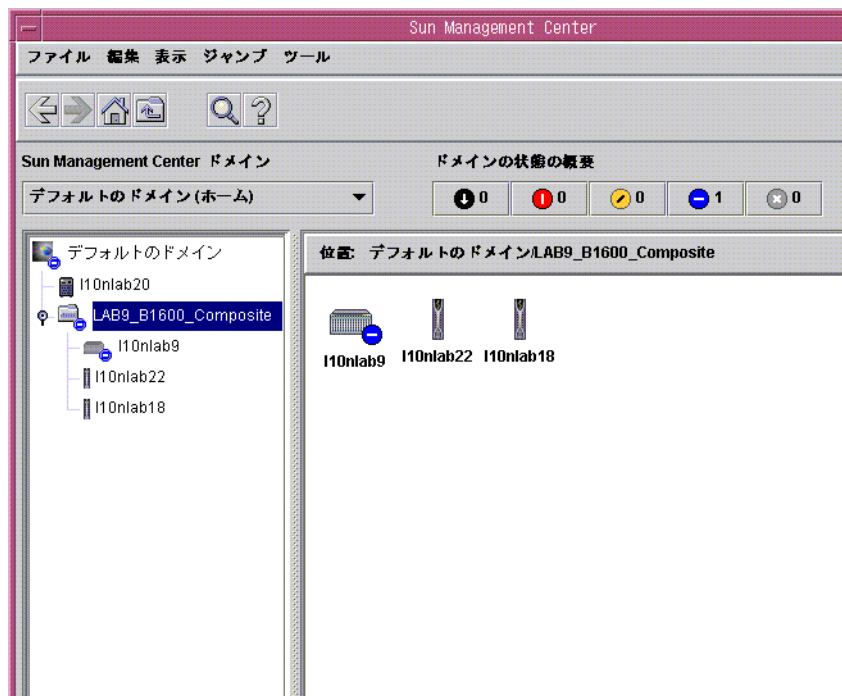 Sun Management Center
ファイル 編集 表示 ジャンプ ツール
Sun Management Center ドメイン
ドメインの状態の概要
デフォルトのドメイン(ホーム)
0 0 0 1 0
デフォルトのドメイン
l10nlab20
LAB9_B1600_Composite
l10nlab9
l10nlab22
l10nlab18
位置: デフォルトのドメイン/LAB9_B1600_Composite
l10nlab9 l10nlab22 l10nlab18